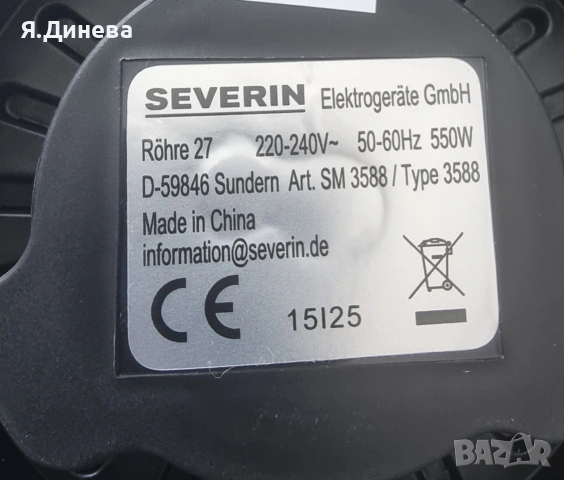 Я.Динева
SEVERIN Elektrogeräte GmbH
Röhre 27 220-240V~ 50-60Hz 550W
D-59846 Sundern Art. SM 3588 / Type 3588
Made in China
information@severin.de
CE 15I25
BAZAR